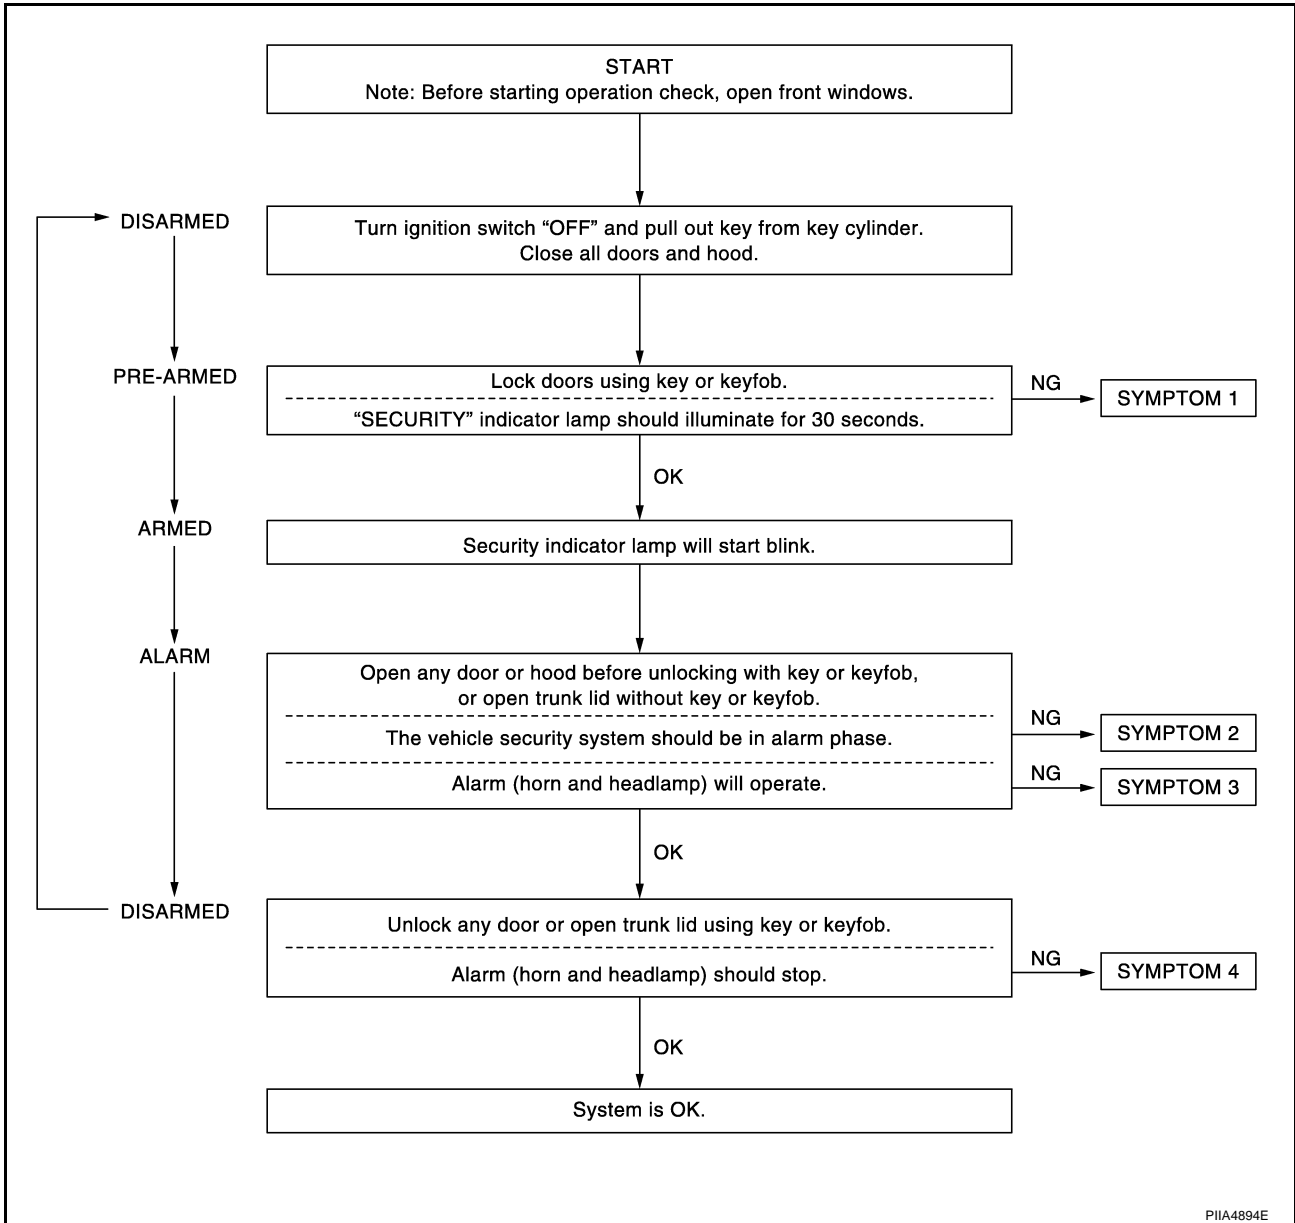 START
Note: Before starting operation check, open front windows.
DISARMED
Turn ignition switch “OFF” and pull out key from key cylinder.
Close all doors and hood.
PRE-ARMED
Lock doors using key or keyfob.
“SECURITY” indicator lamp should illuminate for 30 seconds.
NG
SYMPTOM 1
OK
ARMED
Security indicator lamp will start blink.
ALARM
Open any door or hood before unlocking with key or keyfob,
or open trunk lid without key or keyfob.
The vehicle security system should be in alarm phase.
NG
SYMPTOM 2
Alarm (horn and headlamp) will operate.
NG
SYMPTOM 3
OK
DISARMED
Unlock any door or open trunk lid using key or keyfob.
Alarm (horn and headlamp) should stop.
NG
SYMPTOM 4
OK
System is OK.
PIIA4894E